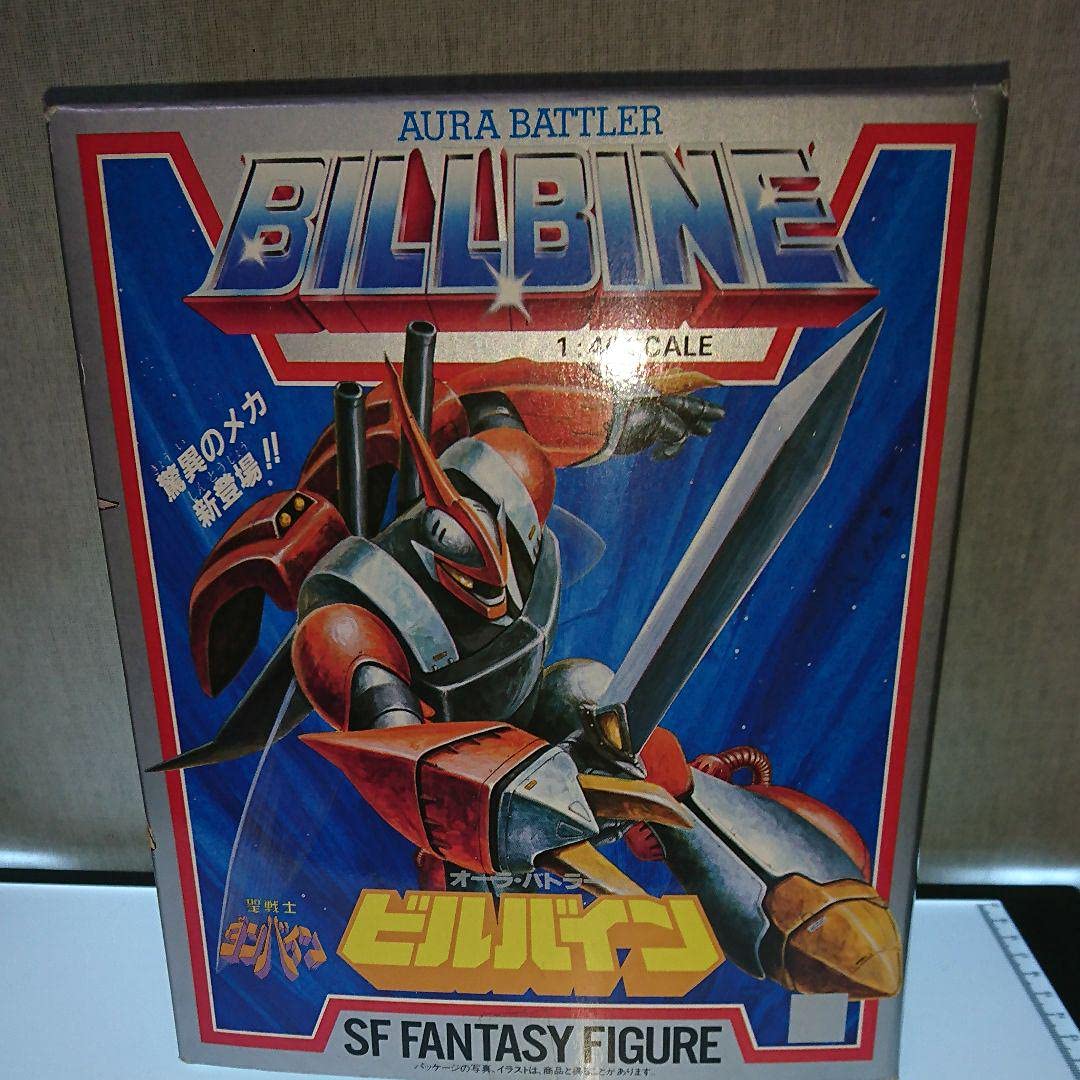 AURA BATTLER
BILLBINE
1:40 SCALE
驚異のメカ
新登場!!
オーラ・バトラー
ビルバイン
聖戦士
ダンバイン
SF FANTASY FIGURE
パッケージの写真、イラストは、商品と異ることがあります。